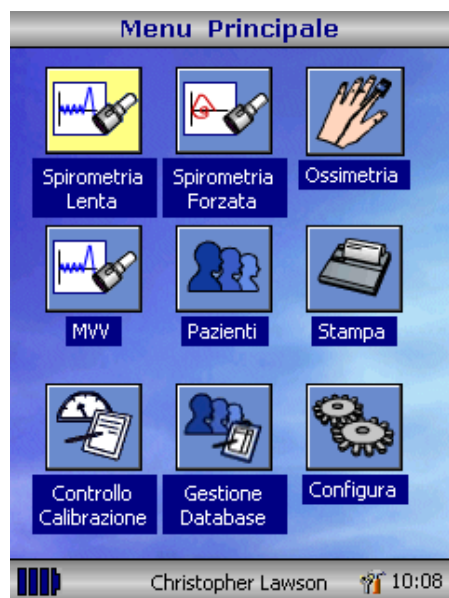 Menu Principale
Spirometria
Lenta
Spirometria
Forzata
Ossimetria
MVV
Pazienti
Stampa
Controllo
Calibrazione
Gestione
Database
Configura
Christopher Lawson
10:08